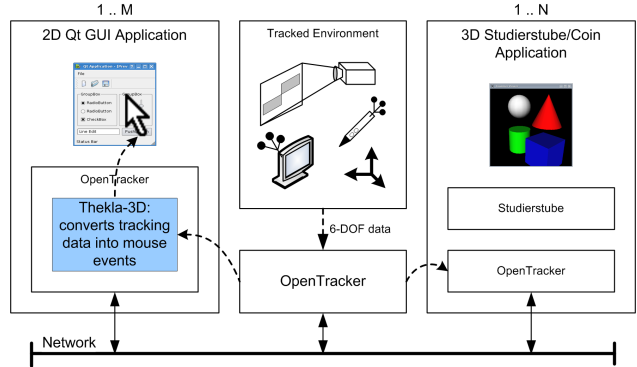 1 .. M
2D Qt GUI Application
File
GroupBox
GroupBox
RadioButton
RadioButton
CheckBox
Line Edit
Status Bar
OpenTracker
Thekla-3D:
converts tracking
data into mouse
events
Tracked Environment
6-DOF data
OpenTracker
1 .. N
3D Studierstube/Coin
Application
Studierstube
OpenTracker
Network